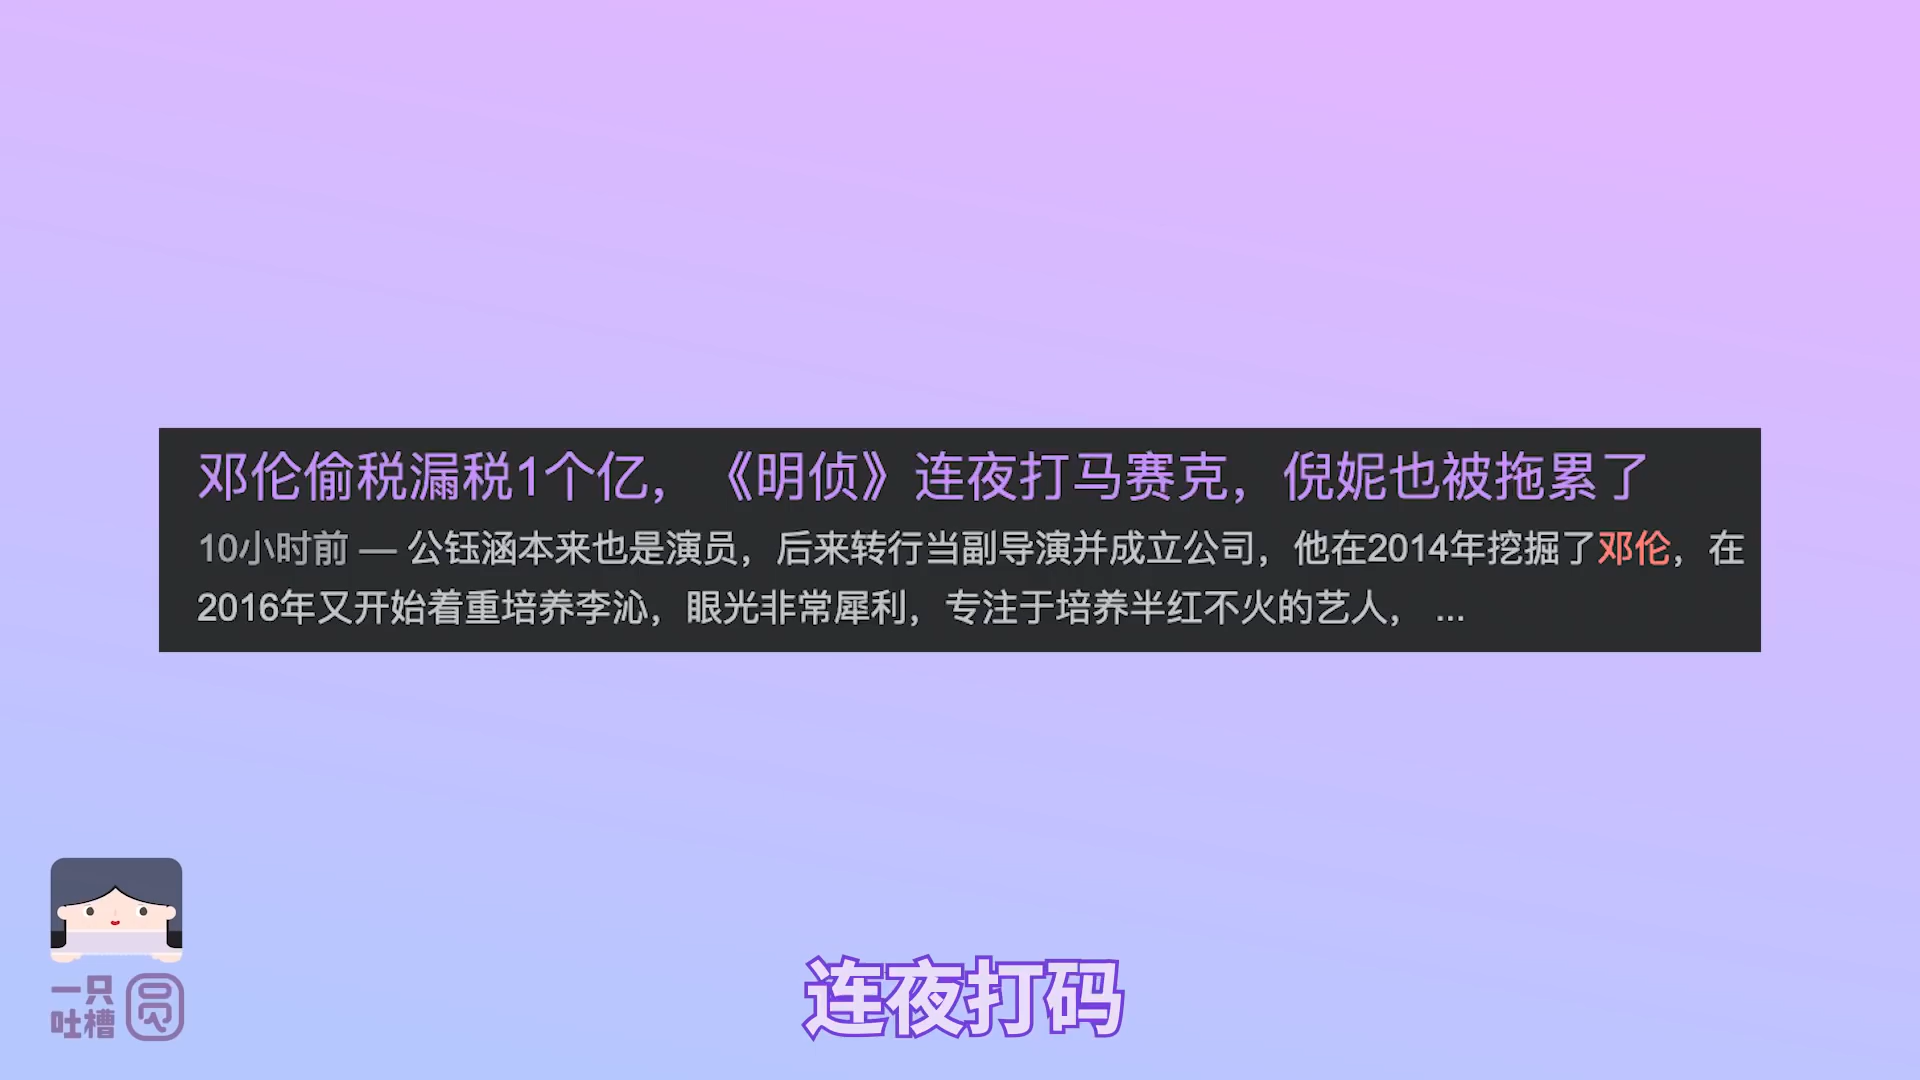 邓伦偷税漏税1个亿，《明侦》连夜打马赛克，倪妮也被拖累了
10小时前 — 公钰涵本来也是演员，后来转行当副导演并成立公司，他在2014年挖掘了邓伦，在
2016年又开始着重培养李沁，眼光非常犀利，专注于培养半红不火的艺人， ...
一只
吐槽
圆
连夜打码